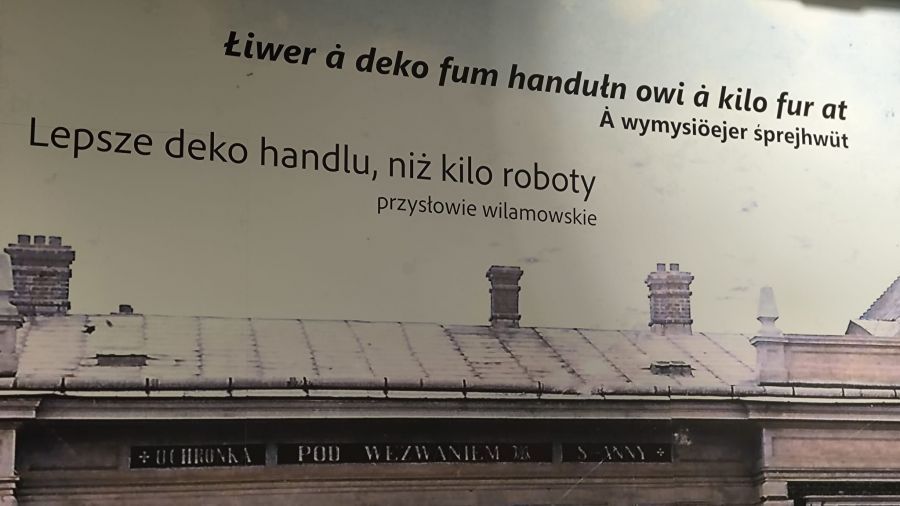 Łiwer ȧ deko fum handułn owi ȧ kilo fur at
Ȧ wymysiöejer śprejhwüt
Lepsze deko handlu, niż kilo roboty
przysłowie wilamowskie
OCHRONKA POD WEZWANIEM S-ANNY